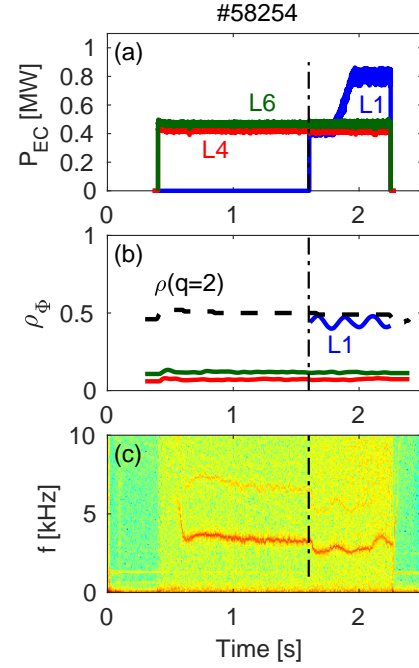 #58254
(a)
P_EC [MW]
1
0.8
0.6
0.4
0.2
0
L6
L1
L4
0 1 2
(b)
ρ_Φ
1
0.5
0
ρ(q=2)
L1
0 1 2
(c)
f [kHz]
10
5
0
0 1 2
Time [s]